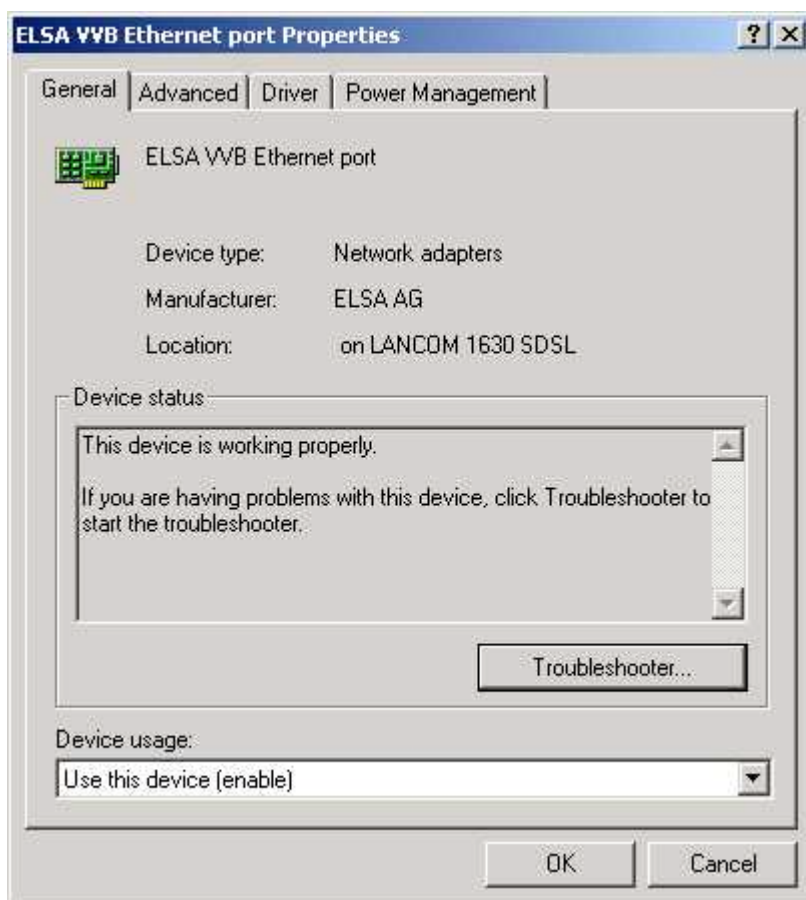 ELSA VVB Ethernet port Properties
General Advanced Driver Power Management
ELSA VVB Ethernet port
Device type: Network adapters
Manufacturer: ELSA AG
Location: on LANCOM 1630 SDSL
Device status
This device is working properly.
If you are having problems with this device, click Troubleshooter to
start the troubleshooter.
Troubleshooter...
Device usage:
Use this device (enable)
OK Cancel